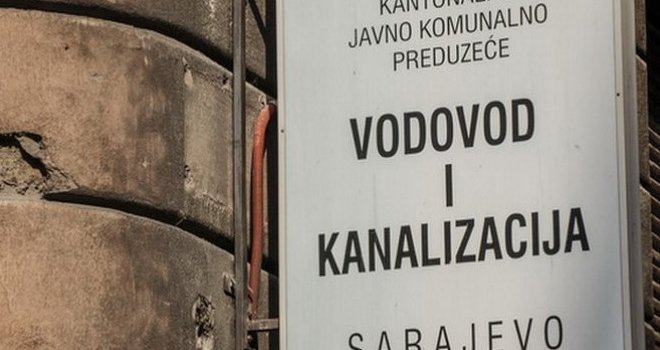 JAVNO KOMUNALNO
PREDUZEĆE
VODOVOD
I
KANALIZACIJA
SARAJEVO